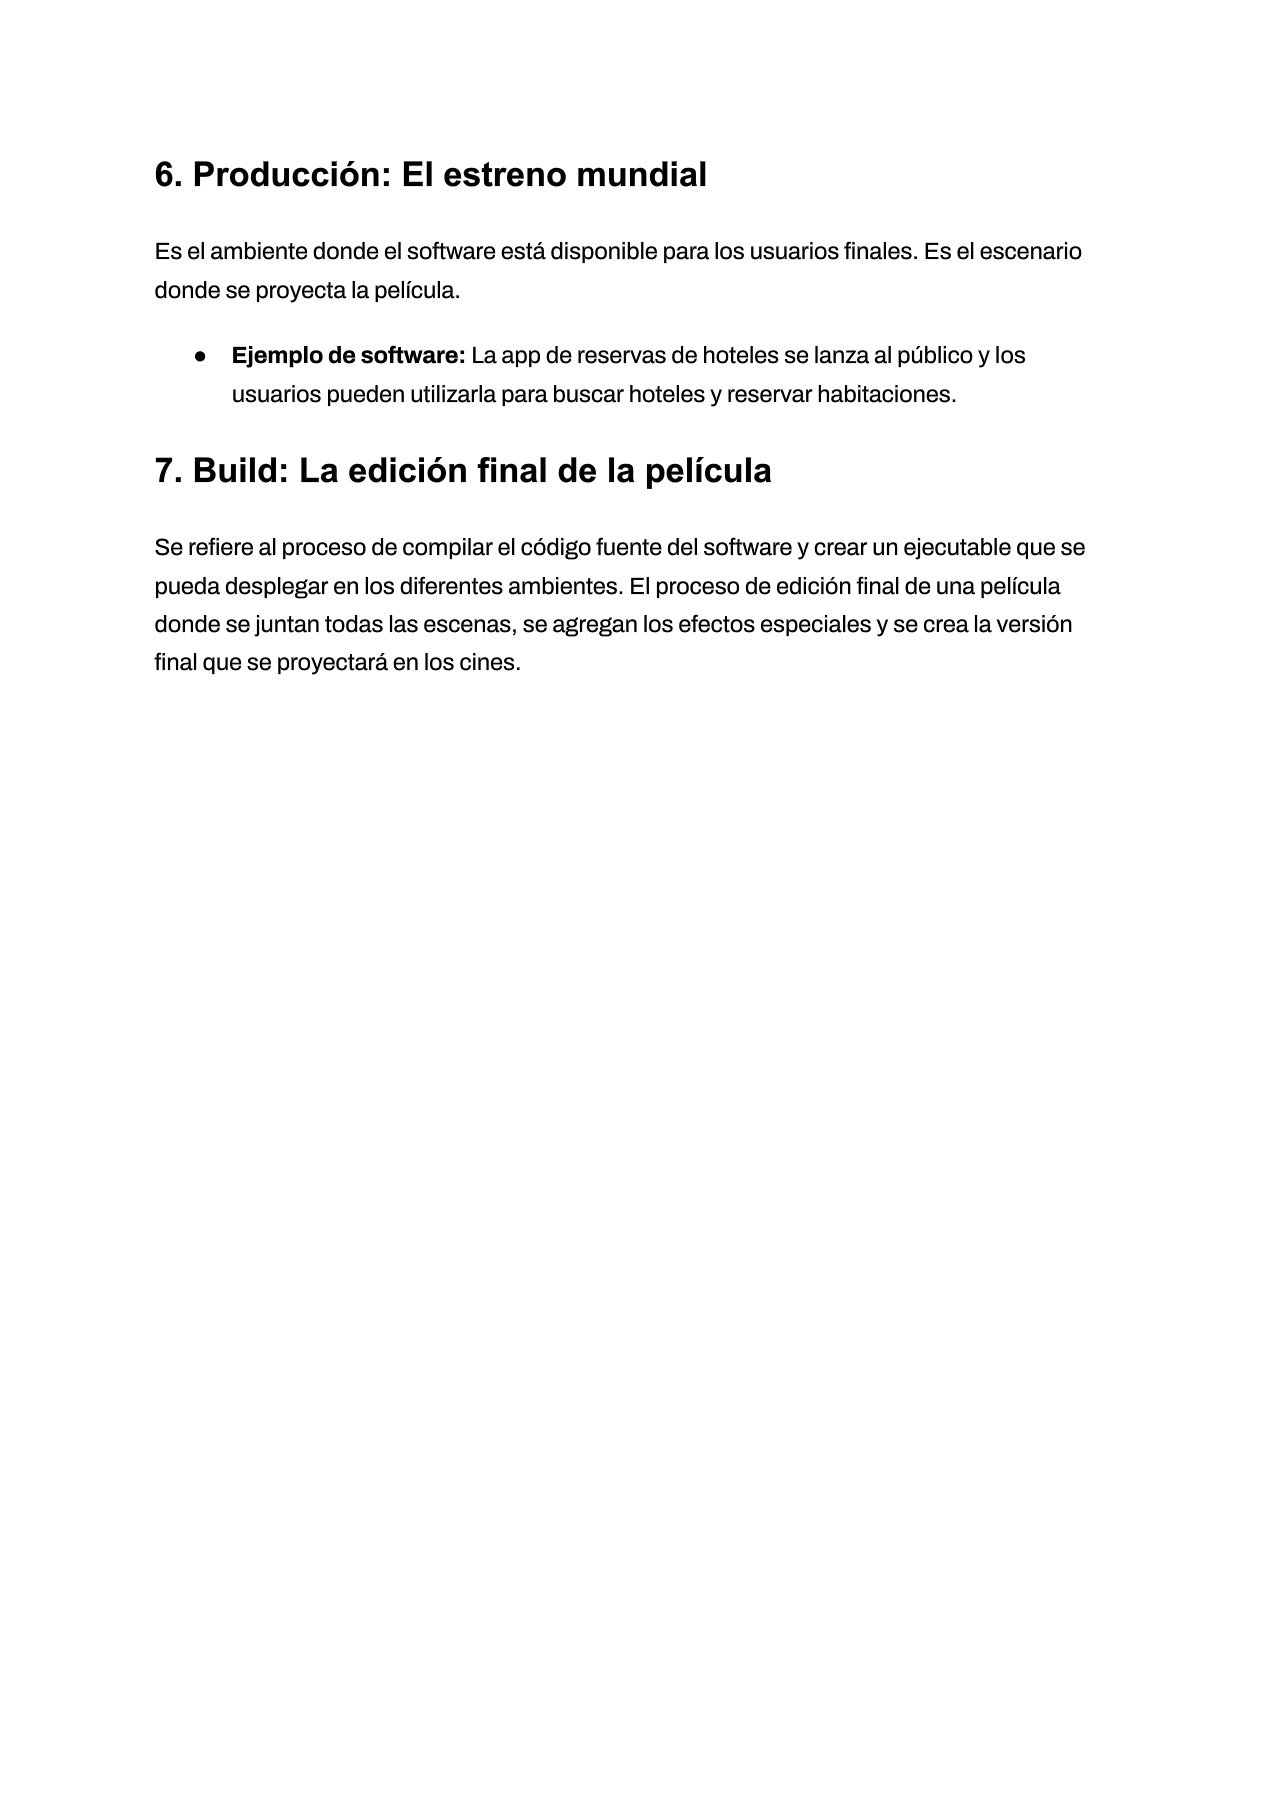 6. Producción: El estreno mundial
Es el ambiente donde el software está disponible para los usuarios finales. Es el escenario
donde se proyecta la película.
● Ejemplo de software: La app de reservas de hoteles se lanza al público y los
usuarios pueden utilizarla para buscar hoteles y reservar habitaciones.
7. Build: La edición final de la película
Se refiere al proceso de compilar el código fuente del software y crear un ejecutable que se
pueda desplegar en los diferentes ambientes. El proceso de edición final de una película
donde se juntan todas las escenas, se agregan los efectos especiales y se crea la versión
final que se proyectará en los cines.